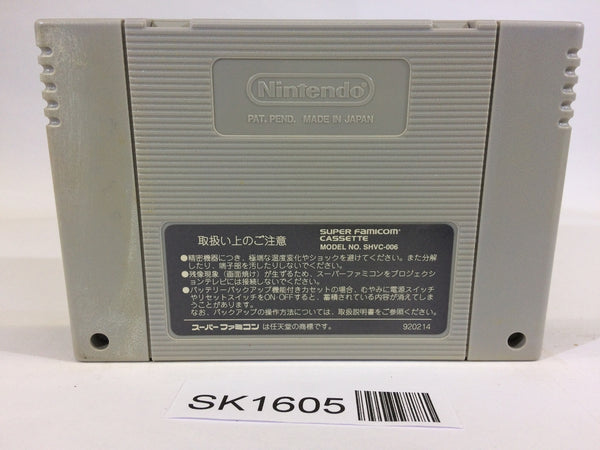 Nintendo®
PAT. PEND. MADE IN JAPAN
取扱い上のご注意
SUPER FAMICOM™
CASSETTE
MODEL NO. SHVC-006
●精密機器につき、極端な温度変化やショックを避けてください。また分解
したり、端子部を汚したりしないでください。
●残像現象（画面焼け）が生ずるため、スーパーファミコンをプロジェクシ
ョンテレビには接続しないでください。
●バッテリーバックアップ機能付きカセットの場合、むやみに電源スイッチ
やリセットスイッチをON-OFFすると、蓄積されている内容が消えてしま
うことがあります。
なお、バックアップの操作方法については、取扱説明書をご参照ください。
スーパーファミコン は任天堂の商標です。
920214
SK1605